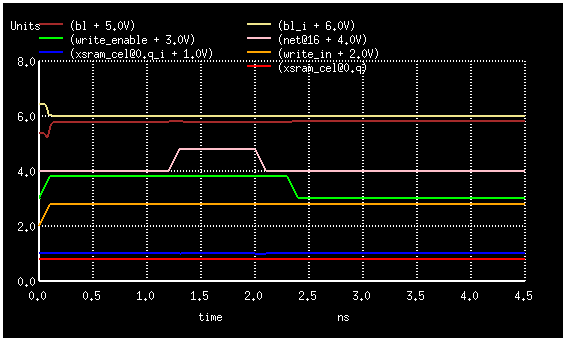 Units
(bl + 5.0V) (bl_i + 6.0V)
(write_enable + 3.0V) (net@16 + 4.0V)
(xsram_cel@0.q_i + 1.0V) (write_in + 2.0V)
(xsram_cel@0.q)
8.0
6.0
4.0
2.0
0.0
0.0 0.5 1.0 1.5 2.0 2.5 3.0 3.5 4.0 4.5
time ns